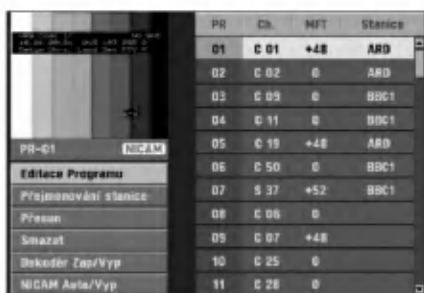 PR Ch. MFT Stanice
01 C 01 +48 ARD
02 C 02 0 ARD
03 C 09 0 BBC1
04 C 11 0 BBC1
05 C 19 +48 ARD
06 C 50 0 BBC1
07 S 37 +52 BBC1
08 C 06 0
09 C 07 +48
10 C 25 0
11 C 28 0
PR-01 NICAM
Editace Programu
Přejmenování stanice
Přesun
Smazat
Dekodér Zap/Vyp
NICAM Auto/Vyp